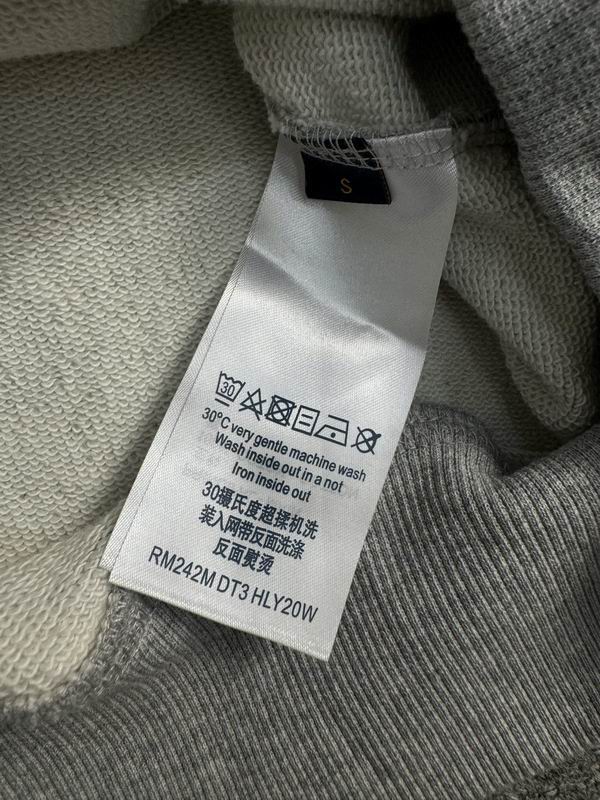 S
30
30°C very gentle machine wash
Wash inside out in a not
Iron inside out
30摄氏度超揉机洗
装入网带反面洗涤
反面熨烫
RM242M DT3 HLY20W